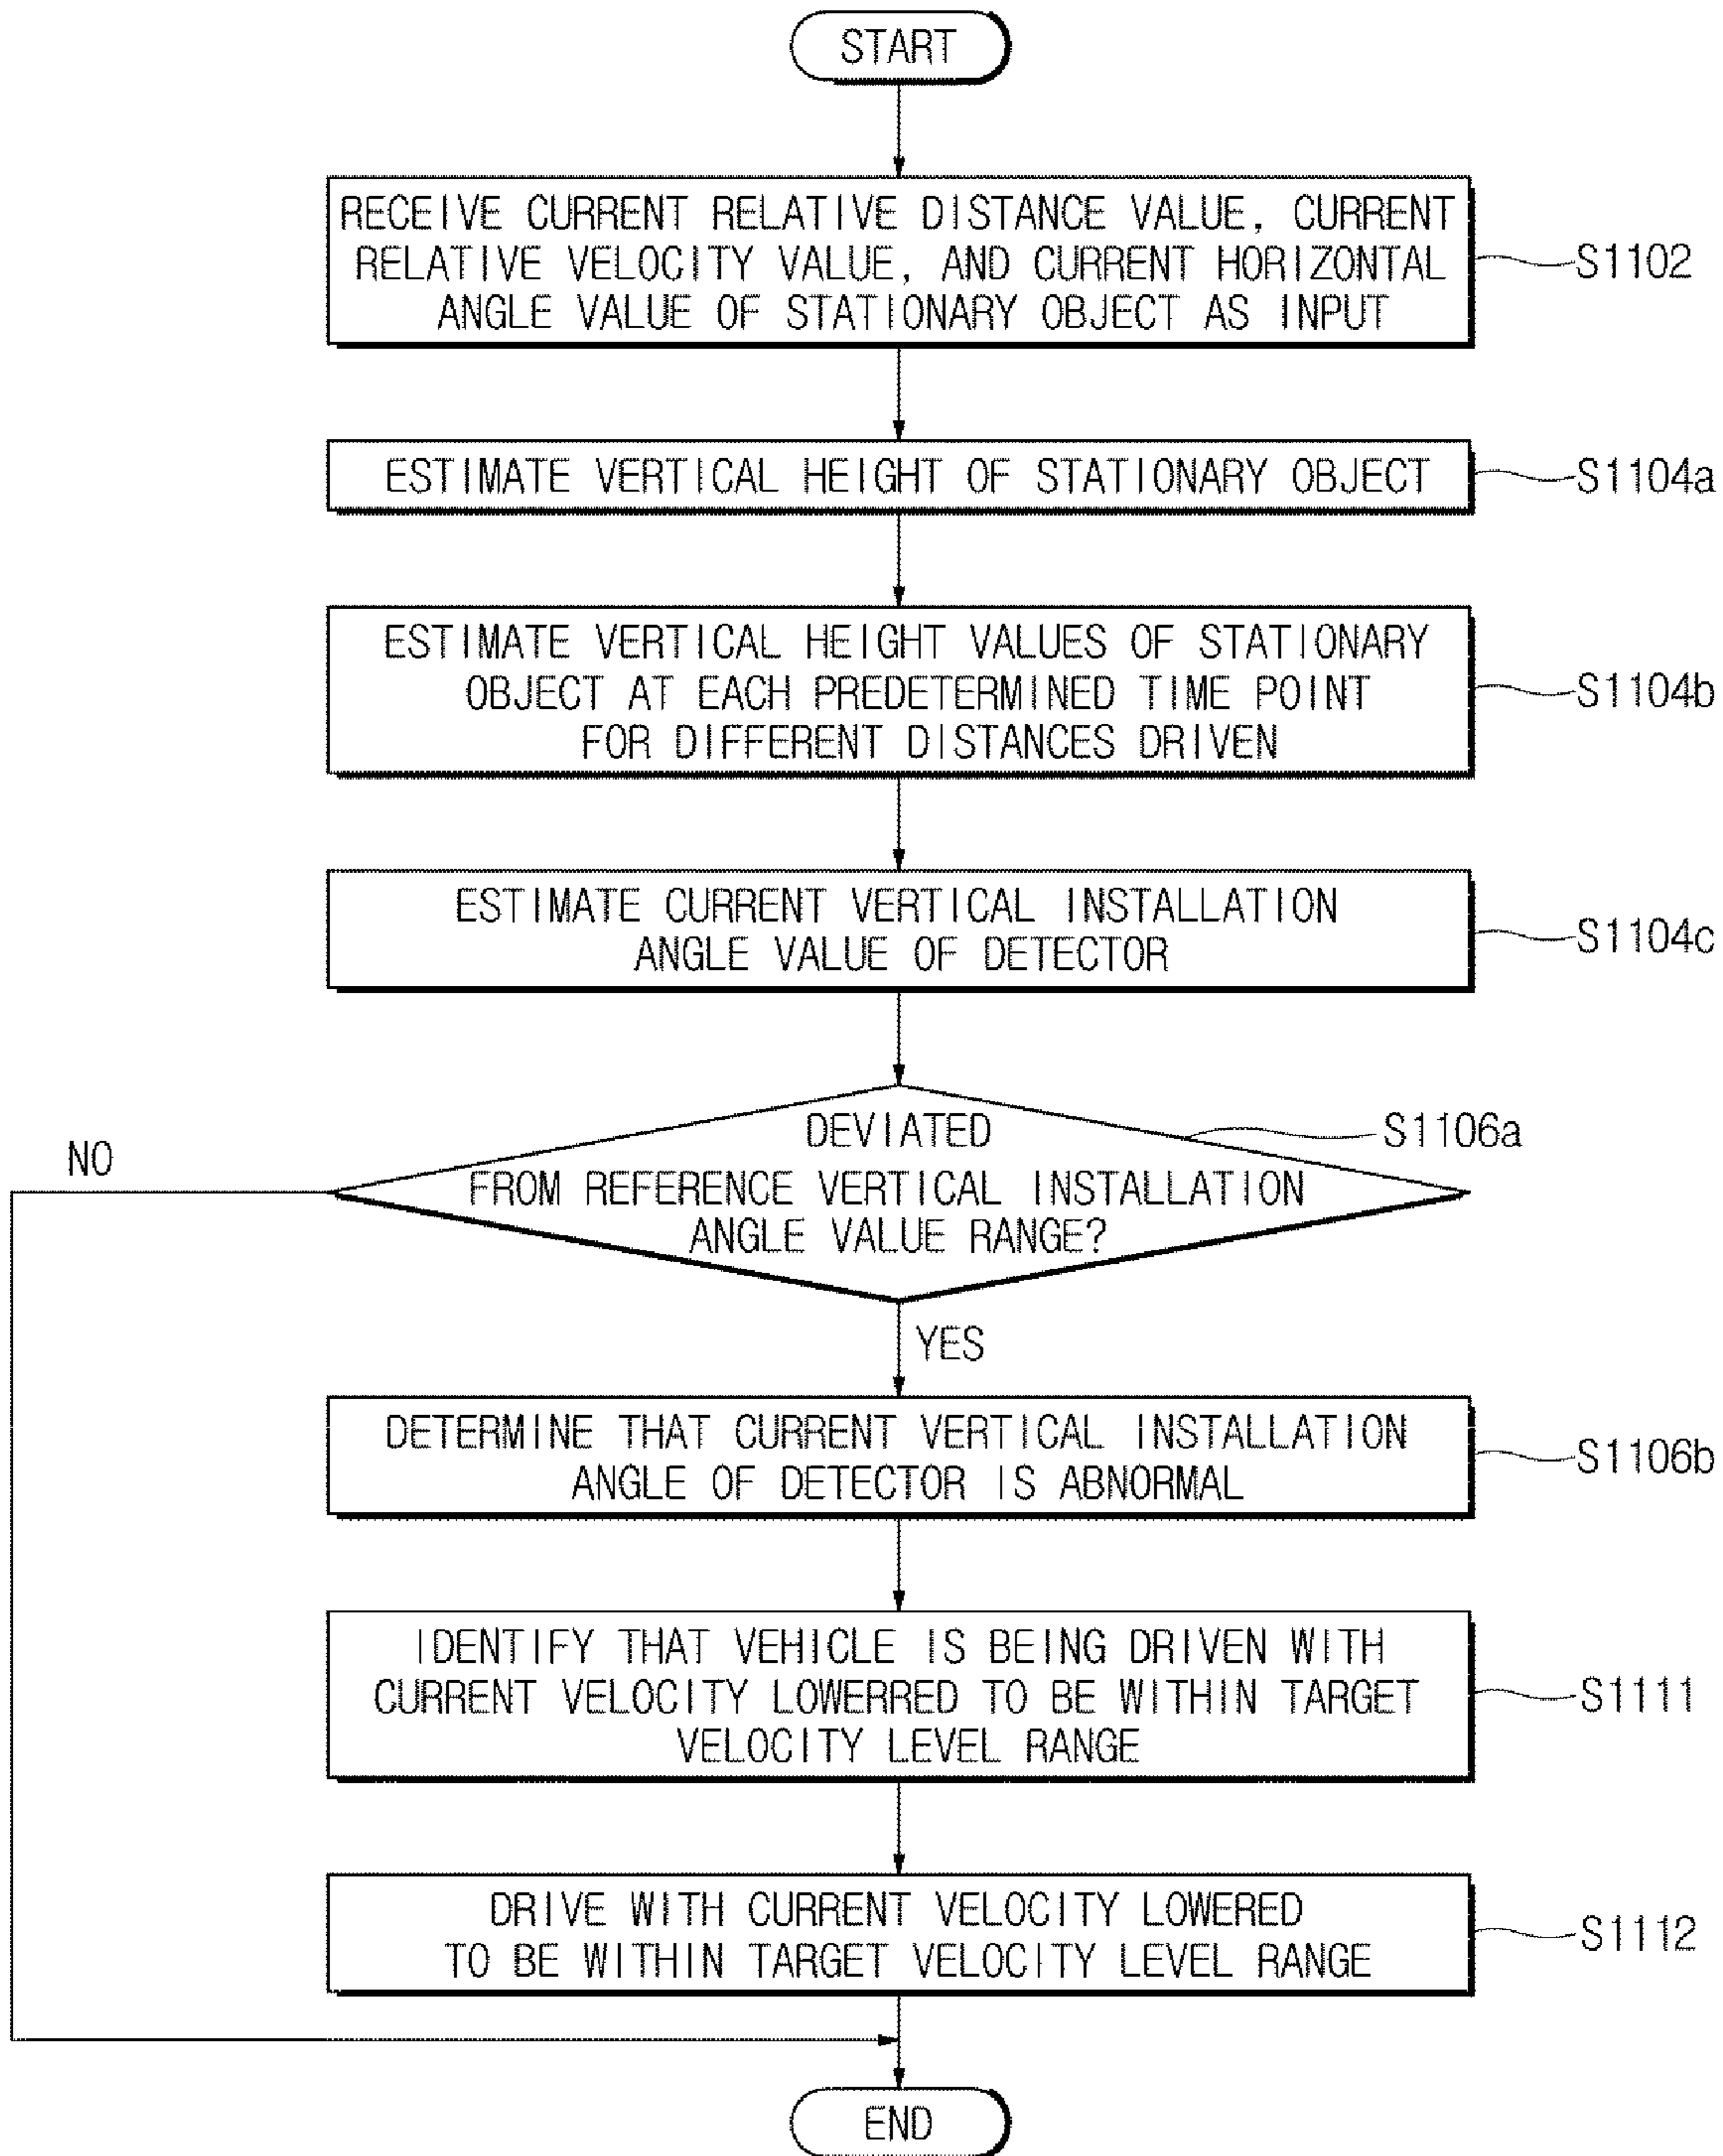 START
RECEIVE CURRENT RELATIVE DISTANCE VALUE, CURRENT
RELATIVE VELOCITY VALUE, AND CURRENT HORIZONTAL
ANGLE VALUE OF STATIONARY OBJECT AS INPUT
S1102
ESTIMATE VERTICAL HEIGHT OF STATIONARY OBJECT
S1104a
ESTIMATE VERTICAL HEIGHT VALUES OF STATIONARY
OBJECT AT EACH PREDETERMINED TIME POINT
FOR DIFFERENT DISTANCES DRIVEN
S1104b
ESTIMATE CURRENT VERTICAL INSTALLATION
ANGLE VALUE OF DETECTOR
S1104c
DEVIATED
FROM REFERENCE VERTICAL INSTALLATION
ANGLE VALUE RANGE?
S1106a
NO
YES
DETERMINE THAT CURRENT VERTICAL INSTALLATION
ANGLE OF DETECTOR IS ABNORMAL
S1106b
IDENTIFY THAT VEHICLE IS BEING DRIVEN WITH
CURRENT VELOCITY LOWERRED TO BE WITHIN TARGET
VELOCITY LEVEL RANGE
S1111
DRIVE WITH CURRENT VELOCITY LOWERED
TO BE WITHIN TARGET VELOCITY LEVEL RANGE
S1112
END